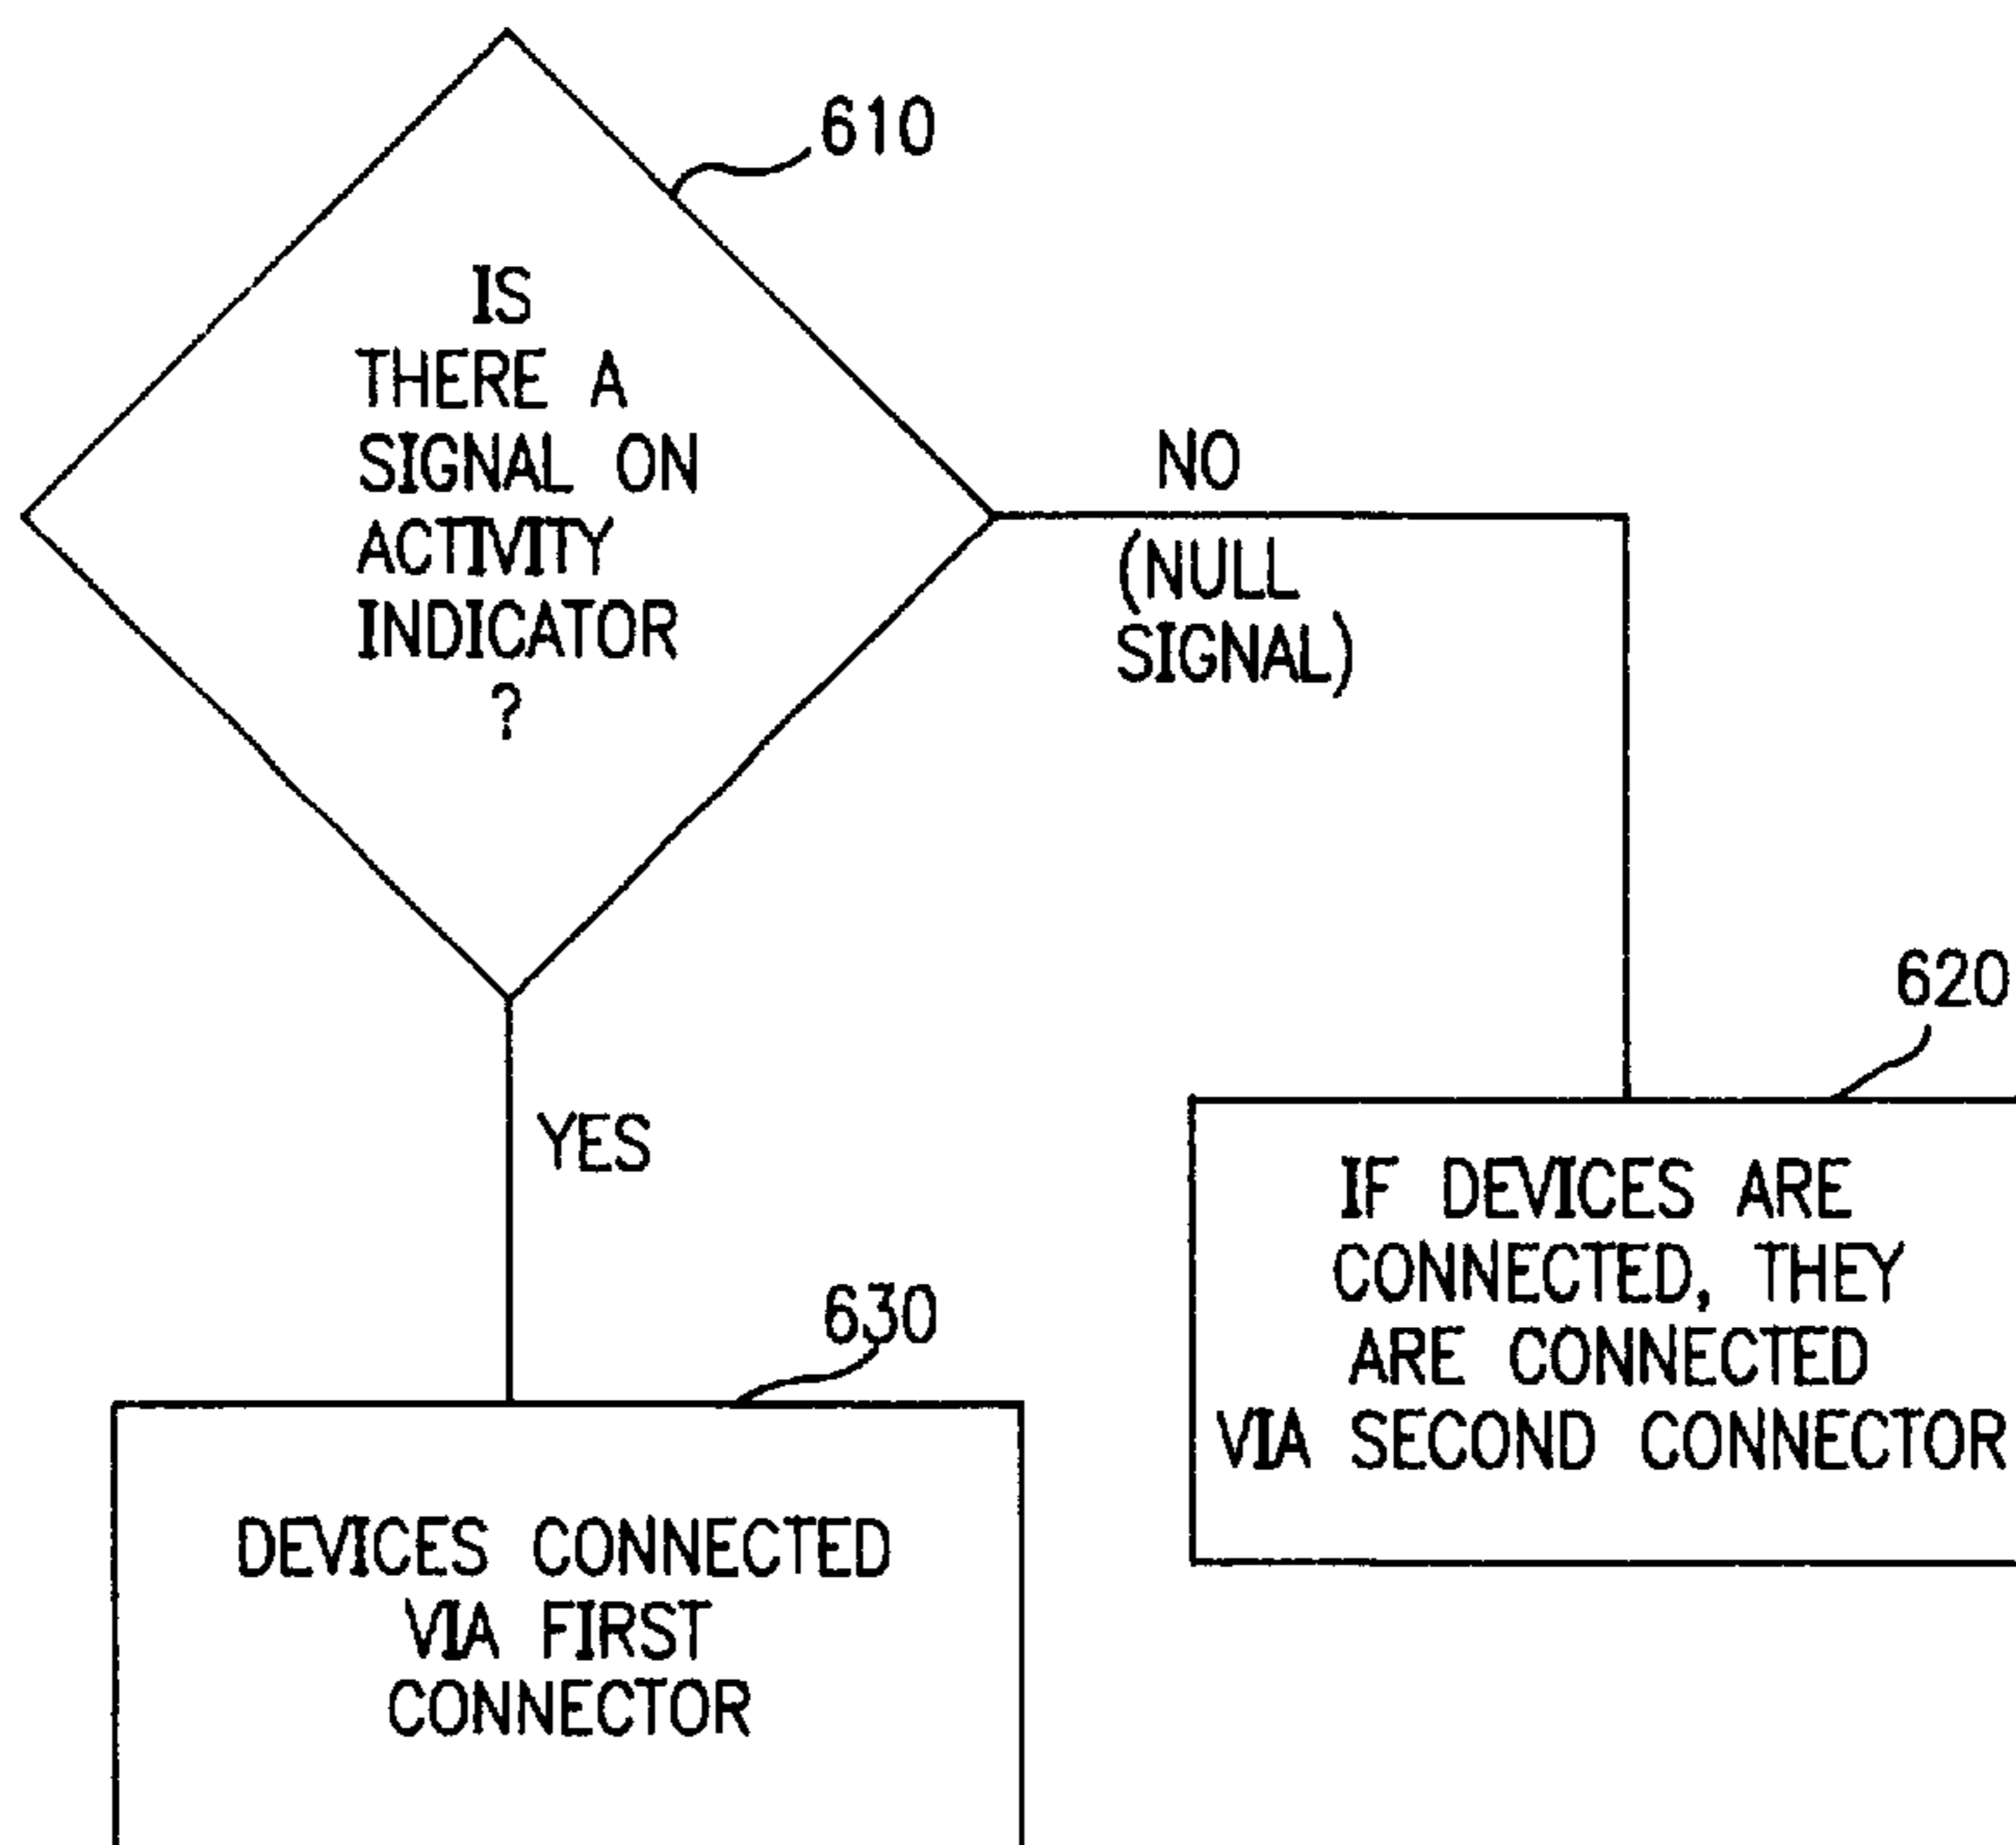 610
IS
THERE A
SIGNAL ON
ACTIVITY
INDICATOR
?
NO
(NULL
SIGNAL)
YES
620
IF DEVICES ARE
CONNECTED, THEY
ARE CONNECTED
VIA SECOND CONNECTOR
630
DEVICES CONNECTED
VIA FIRST
CONNECTOR